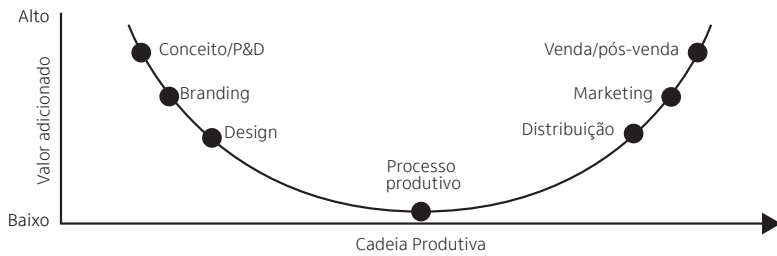 Alto
Conceito/P&D
Venda/pós-venda
Branding
Marketing
Design
Distribuição
Valor adicionado
Processo
produtivo
Baixo
Cadeia Produtiva